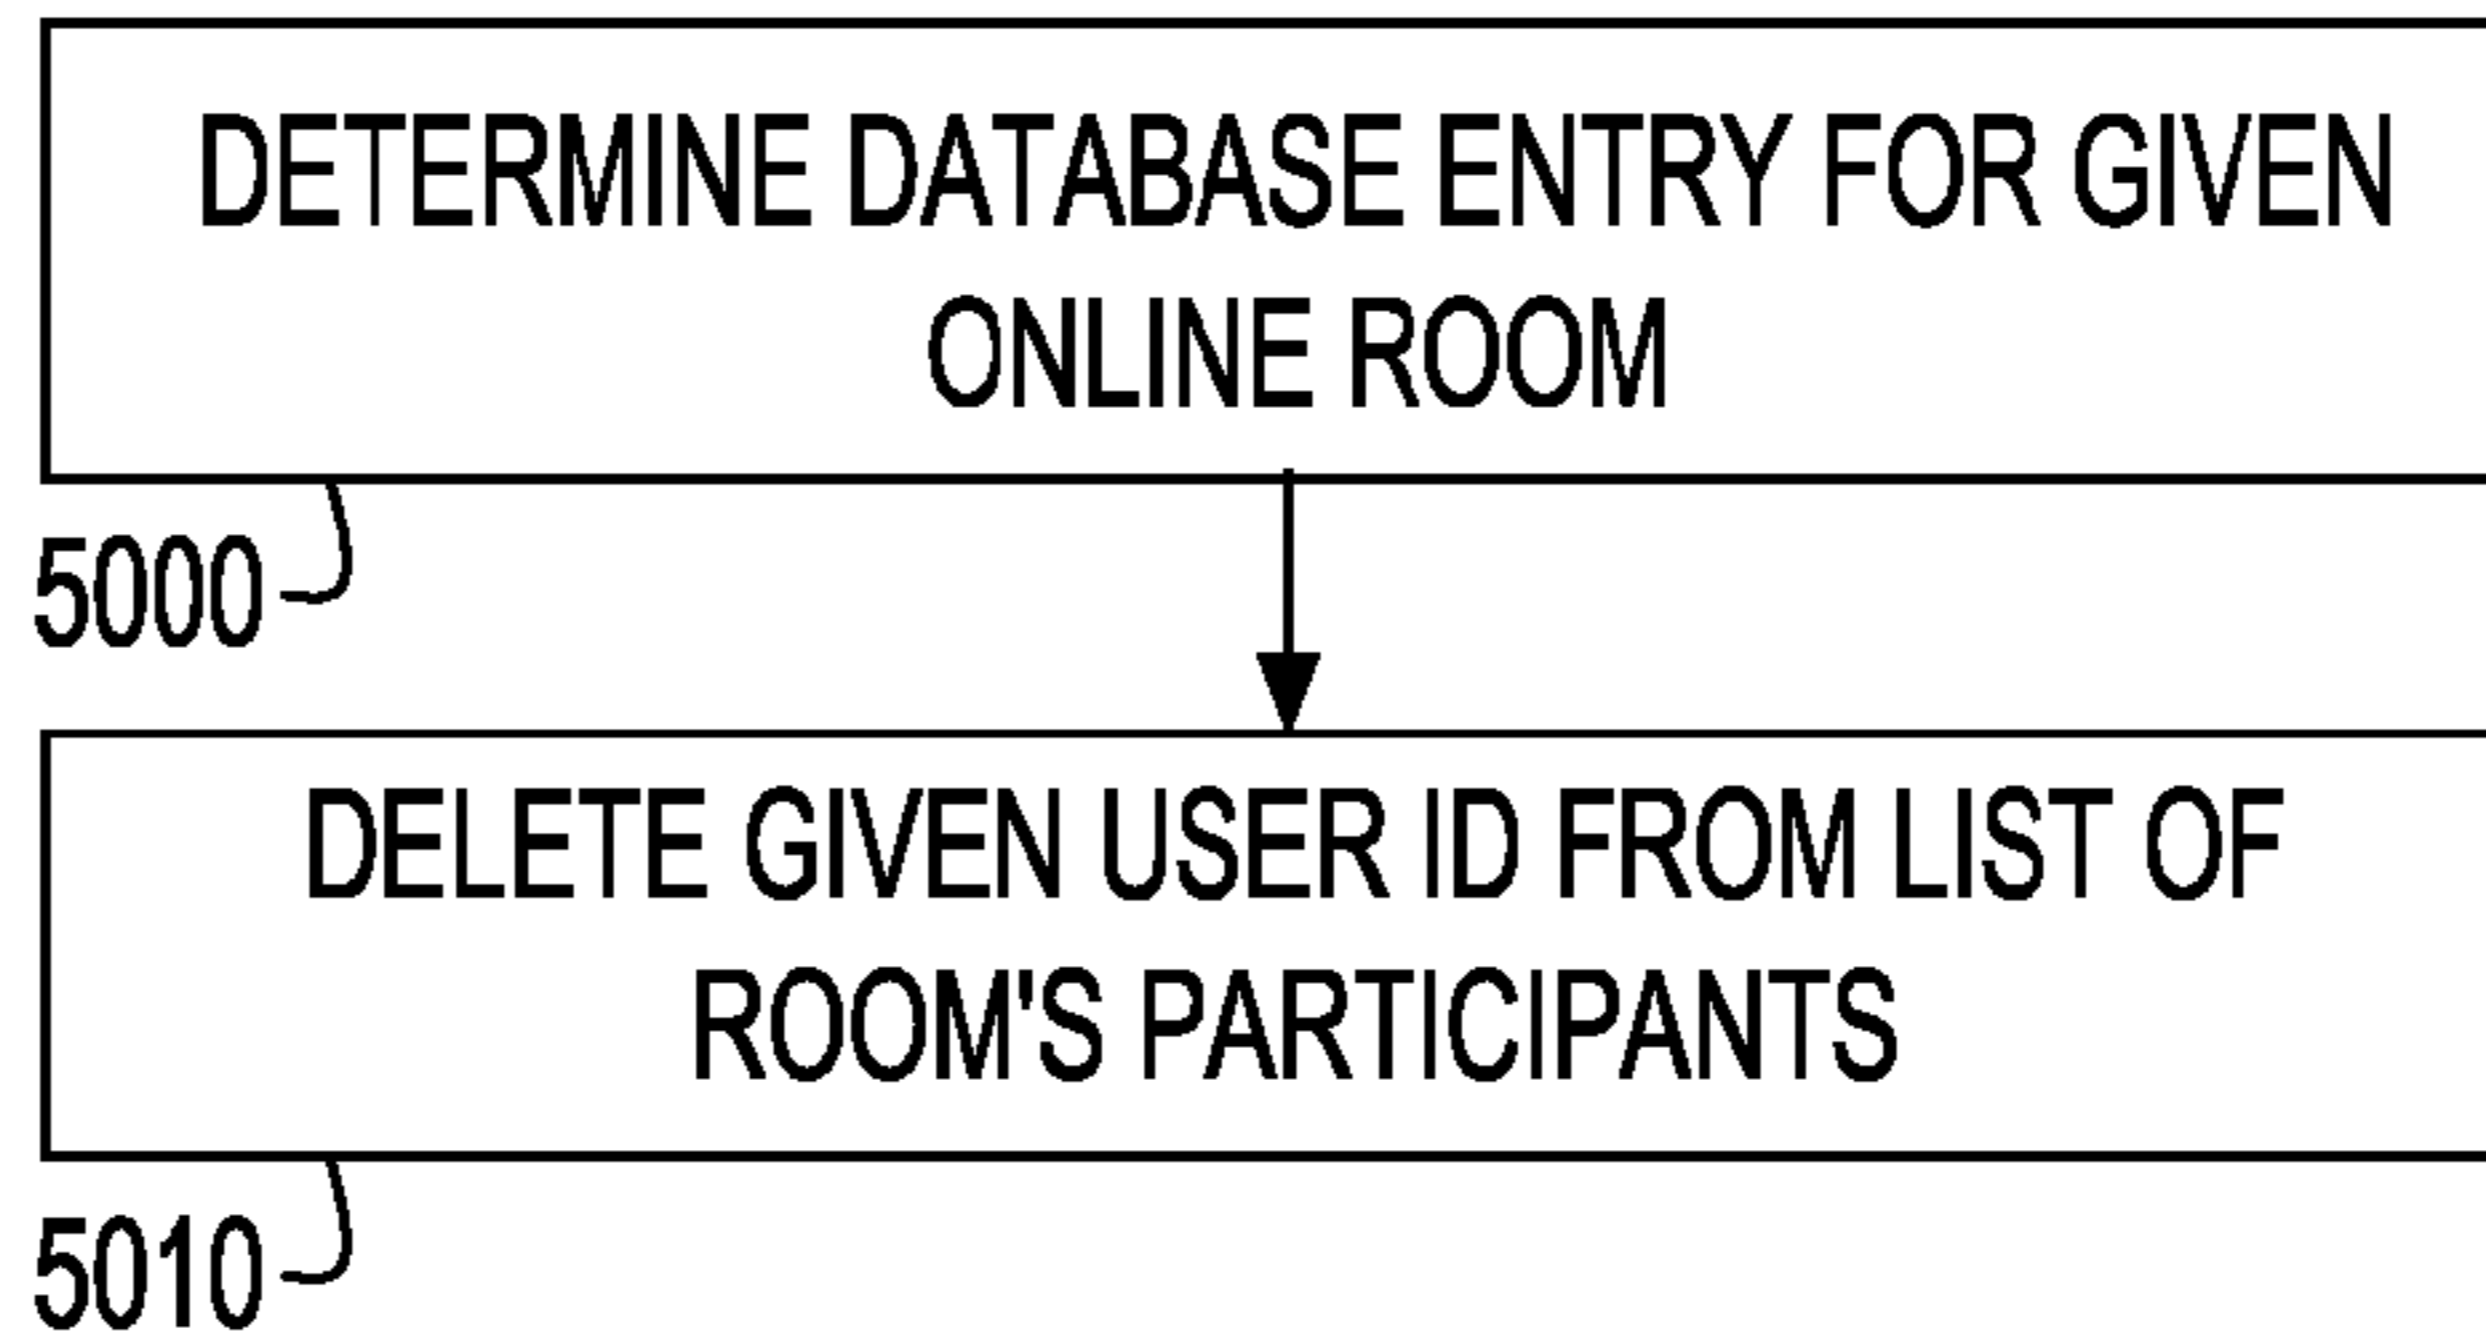 DETERMINE DATABASE ENTRY FOR GIVEN
ONLINE ROOM
5000
DELETE GIVEN USER ID FROM LIST OF
ROOM'S PARTICIPANTS
5010